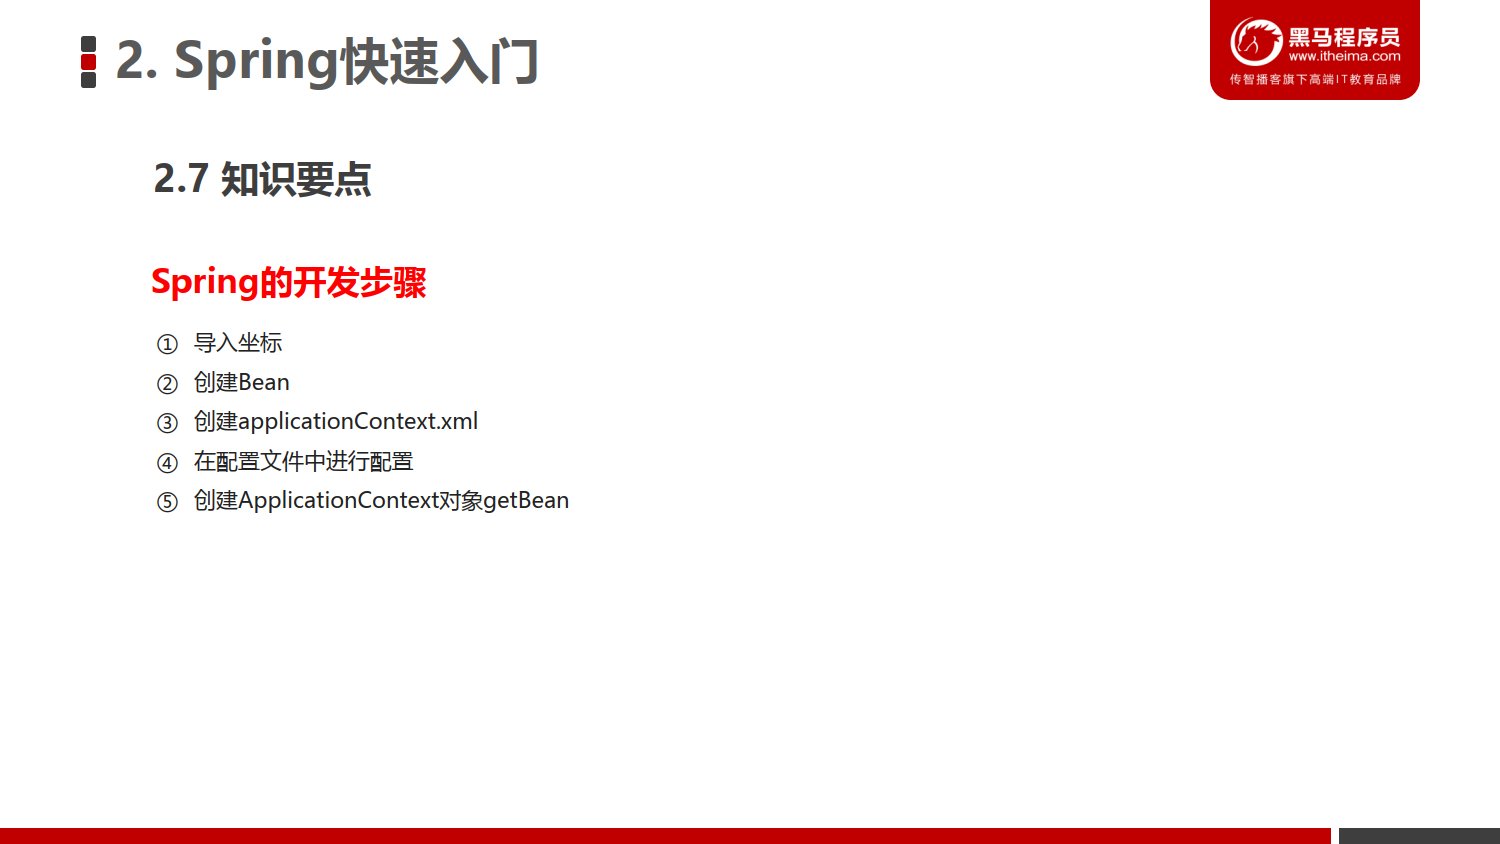 2. Spring快速入门
黑马程序员
www.itheima.com
传智播客旗下高端IT教育品牌
2.7 知识要点
Spring的开发步骤
① 导入坐标
② 创建Bean
③ 创建applicationContext.xml
④ 在配置文件中进行配置
⑤ 创建ApplicationContext对象getBean